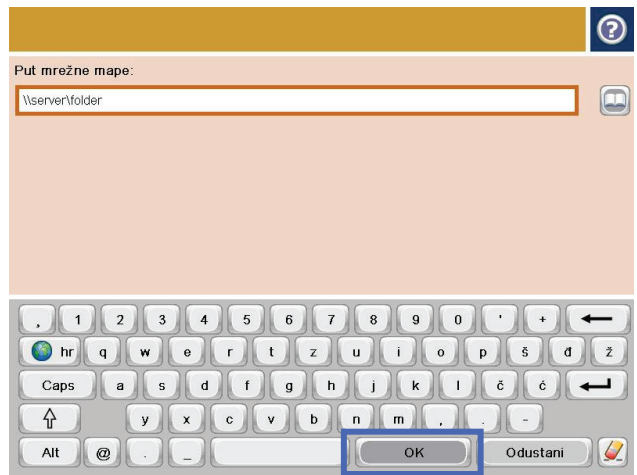 ?
Put mrežne mape:
\\server\folder
¸ 1 2 3 4 5 6 7 8 9 0 ' +
hr q w e r t z u i o p š đ ž
Caps a s d f g h j k l č ć
y x c v b n m , . -
Alt @ . _ OK Odustani